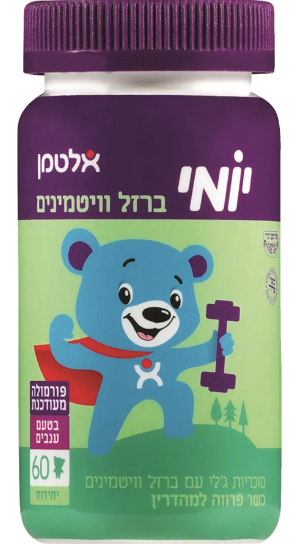 אלטמן
יומי
ברזל וויטמינים
פורמולה
מעודכנת
בטעם
ענבים
60
יחידות
סוכריות ג'לי עם ברזל וויטמינים
כשר פרווה למהדרין